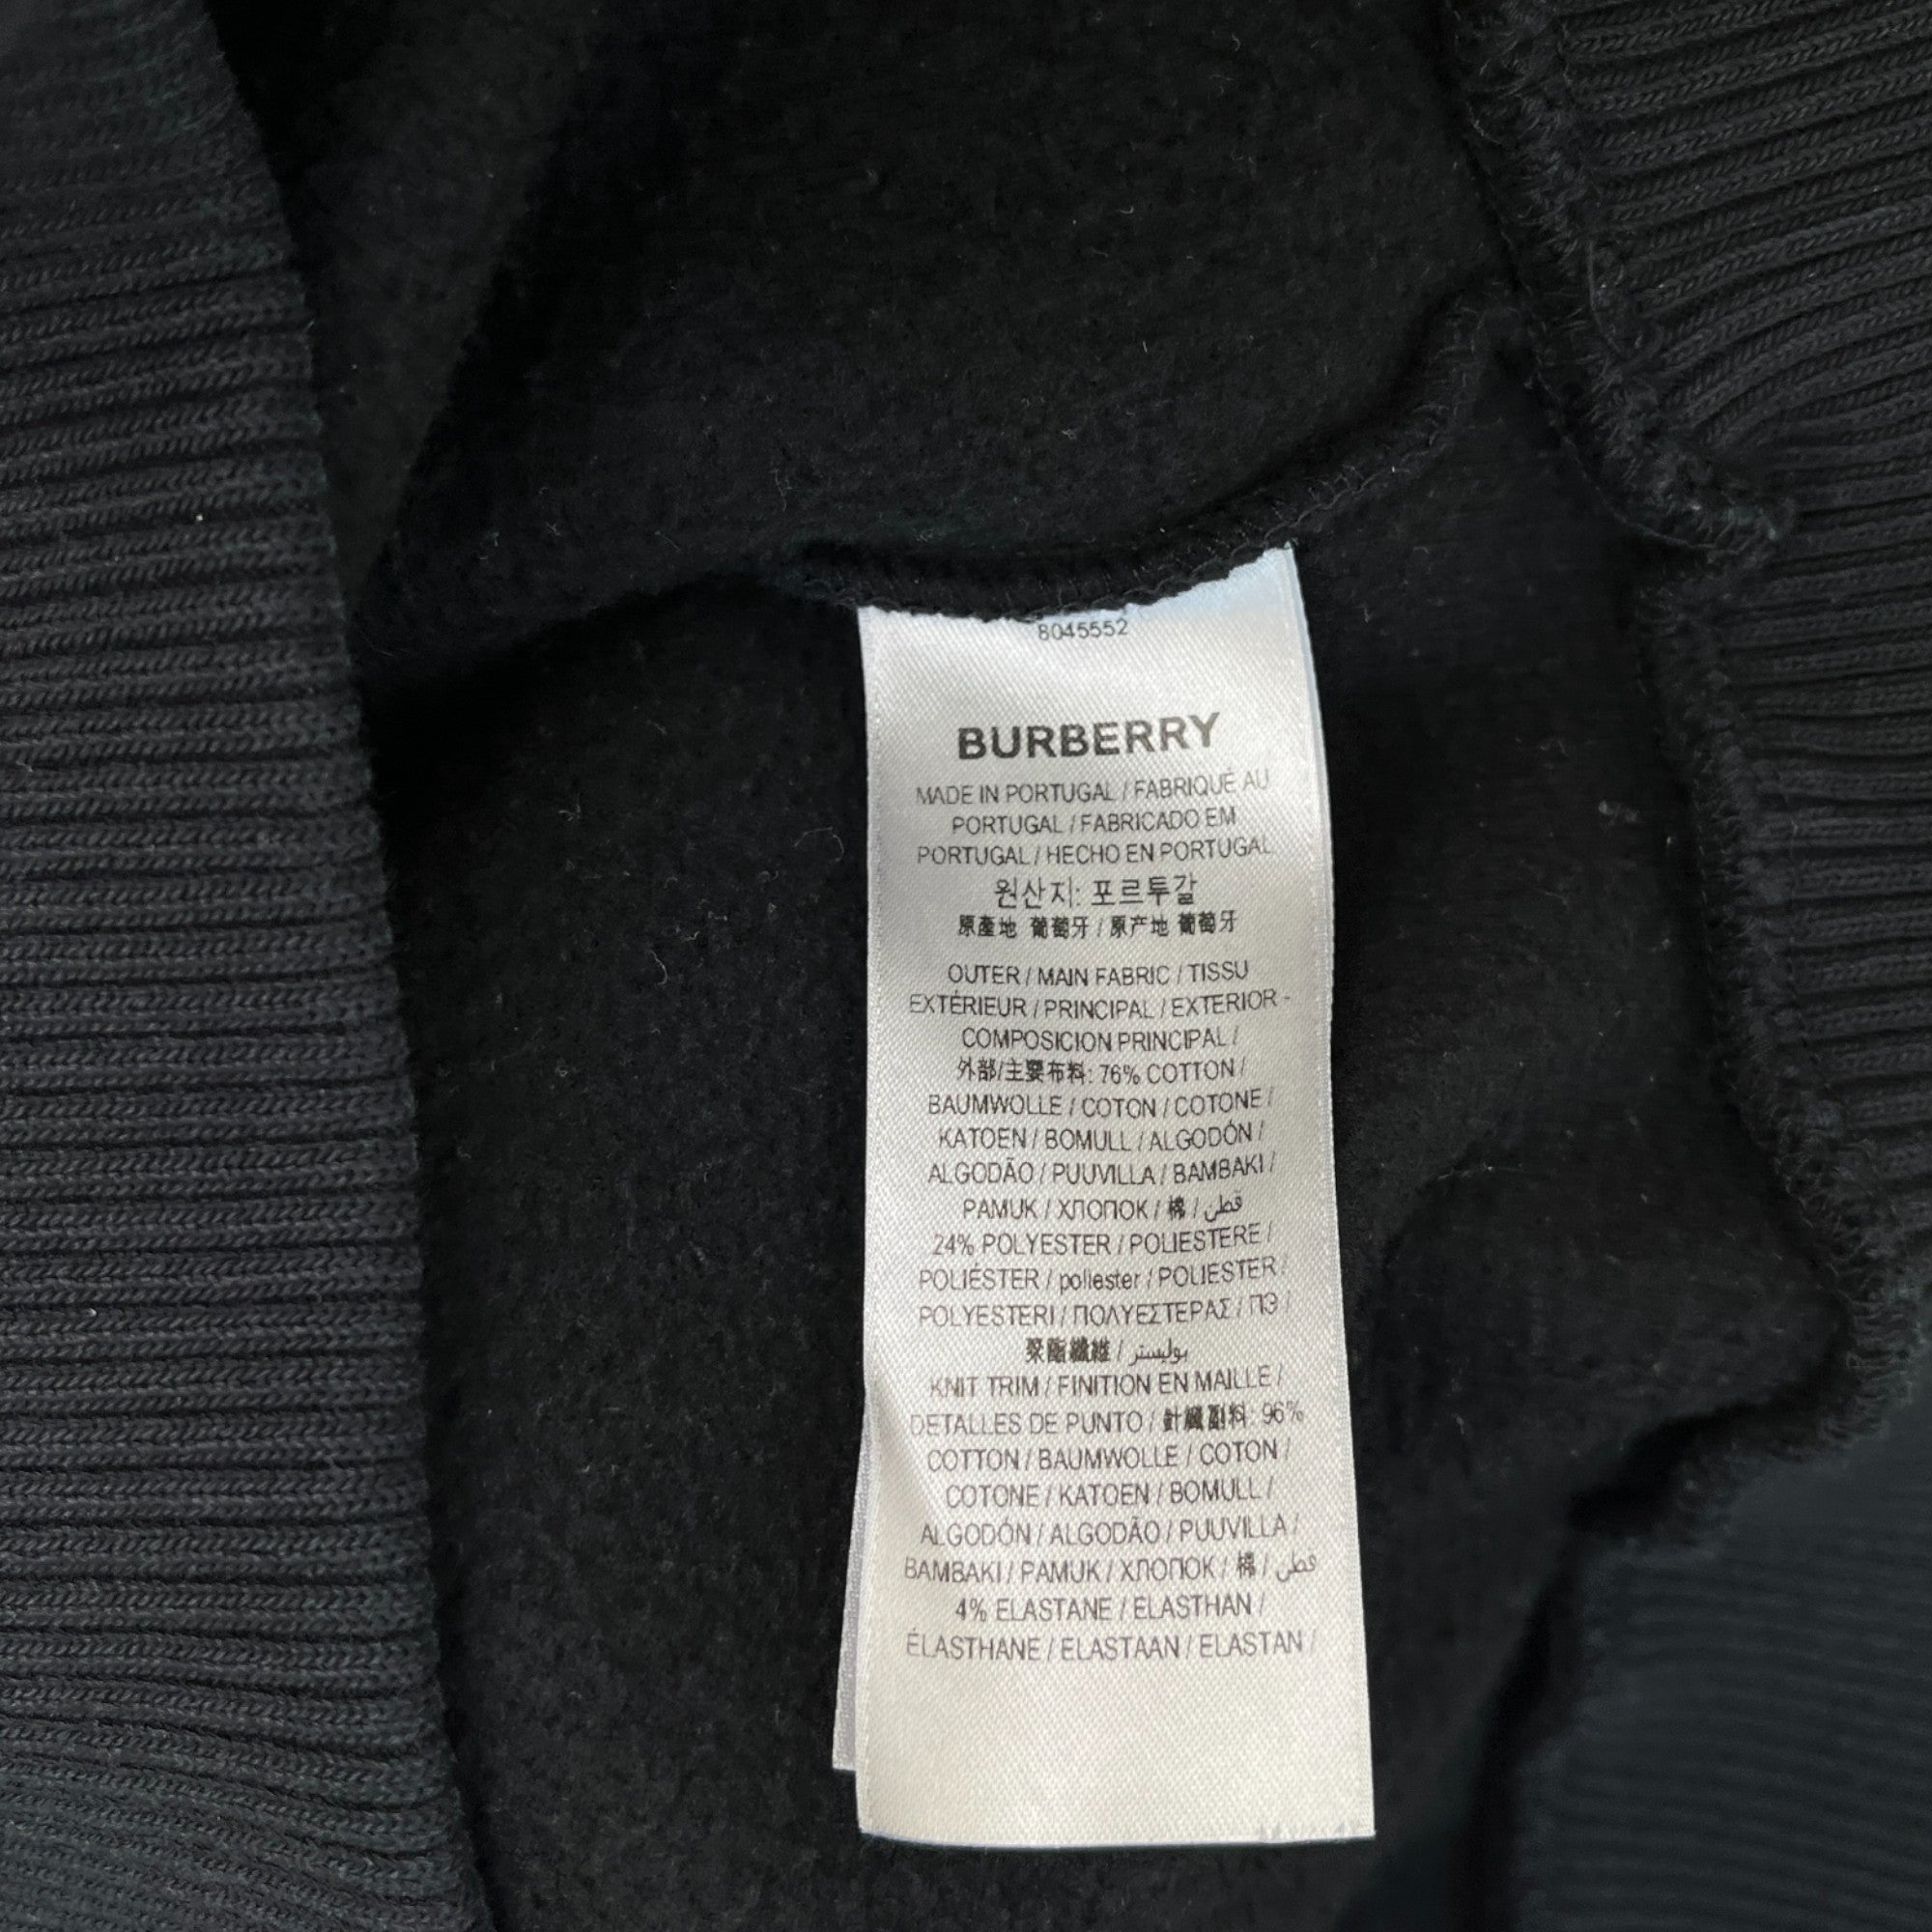 8045552
BURBERRY
MADE IN PORTUGAL / FABRIQUÉ AU
PORTUGAL / FABRICADO EM
PORTUGAL / HECHO EN PORTUGAL
원산지: 포르투갈
原產地 葡萄牙 / 原产地 葡萄牙
OUTER / MAIN FABRIC / TISSU
EXTÉRIEUR / PRINCIPAL / EXTERIOR -
COMPOSICION PRINCIPAL /
外部/主要布料: 76% COTTON /
BAUMWOLLE / COTON / COTONE /
KATOEN / BOMULL / ALGODÓN /
ALGODÃO / PUUVILLA / BAMBAKI /
PAMUK / ХЛОПОК / 棉 / قطن
24% POLYESTER / POLIESTERE /
POLIÉSTER / poliester / POLIESTER /
POLYESTERI / ΠΟΛΥΕΣΤΕΡΑΣ / ПЭ /
聚酯纖維 / بوليستر
KNIT TRIM / FINITION EN MAILLE /
DETALLES DE PUNTO / 針織副料: 96%
COTTON / BAUMWOLLE / COTON /
COTONE / KATOEN / BOMULL /
ALGODÓN / ALGODÃO / PUUVILLA /
BAMBAKI / PAMUK / ХЛОПОК / 棉 / قطن
4% ELASTANE / ELASTHAN /
ÉLASTHANE / ELASTAAN / ELASTAN /